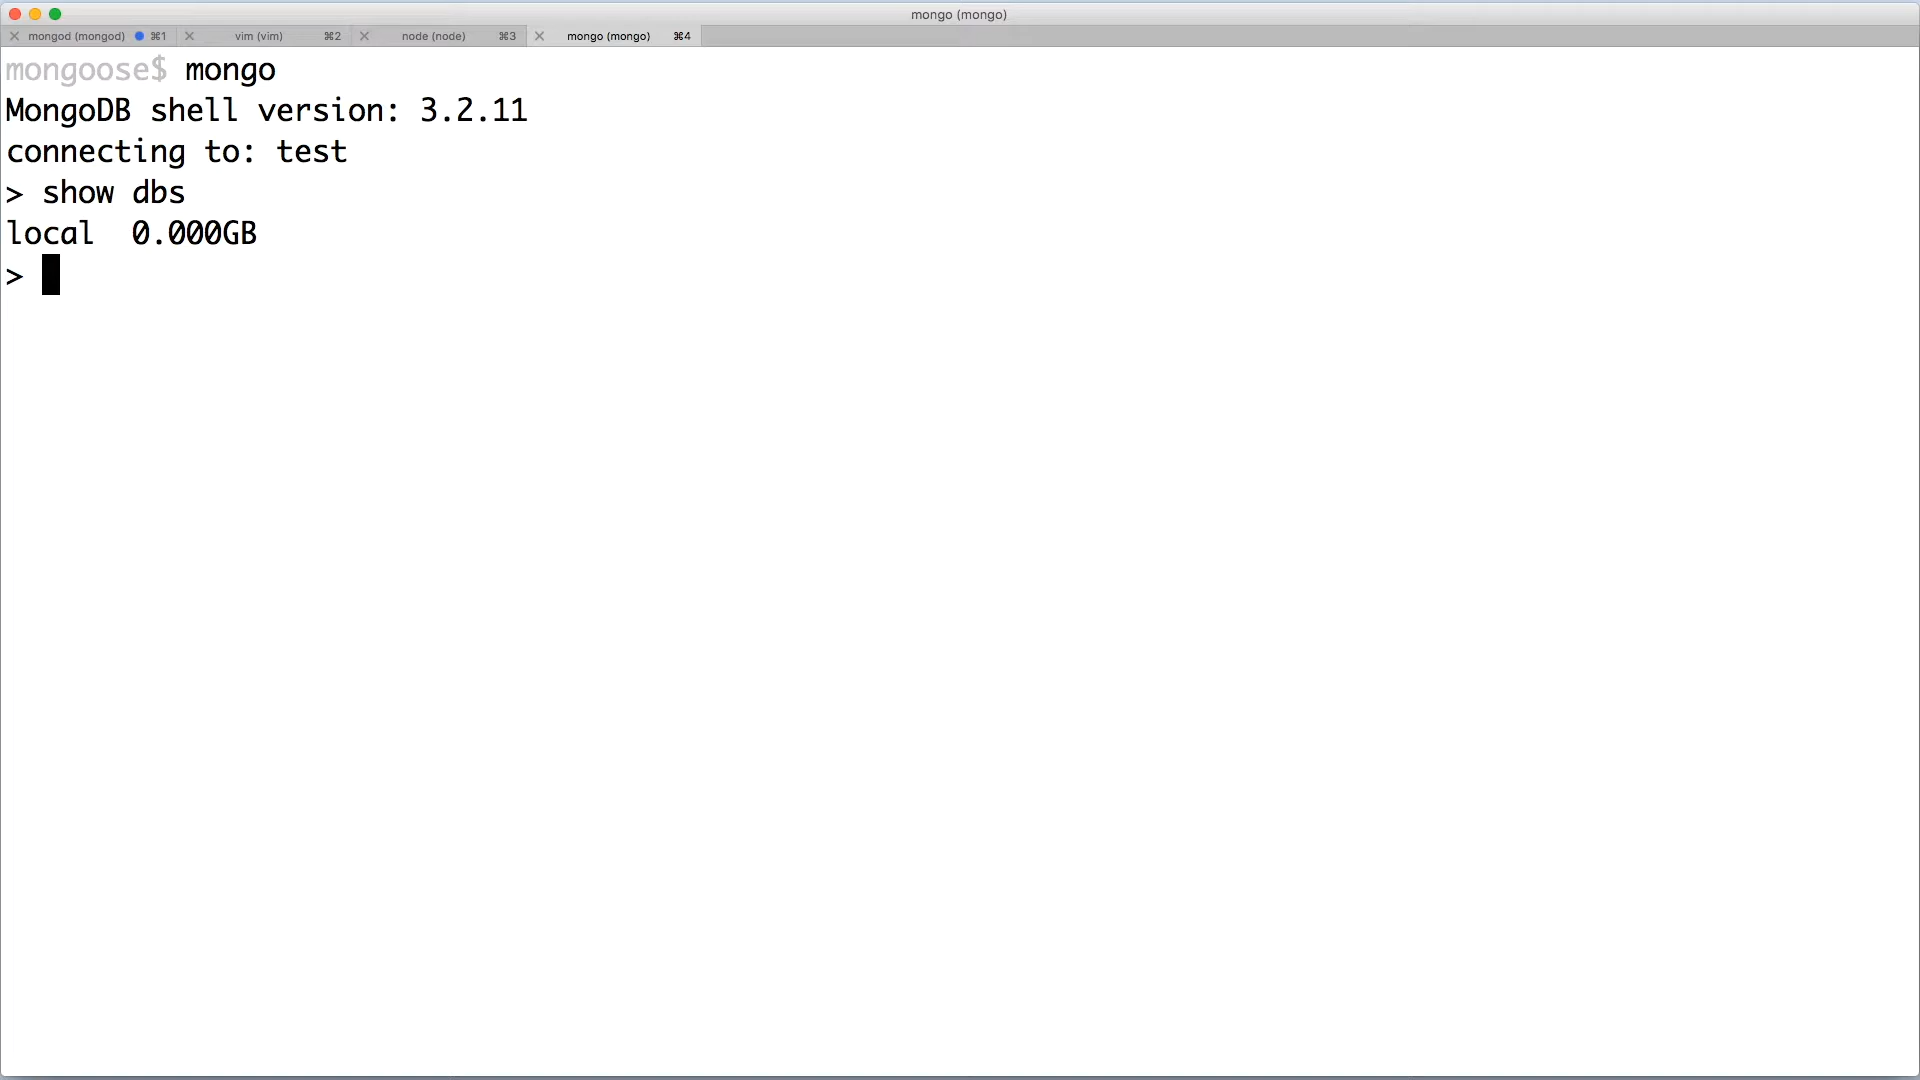 mongo (mongo)
mongod (mongod) ⌘1 vim (vim) ⌘2 node (node) ⌘3 mongo (mongo) ⌘4
mongoose$ mongo
MongoDB shell version: 3.2.11
connecting to: test
> show dbs
local  0.000GB
>